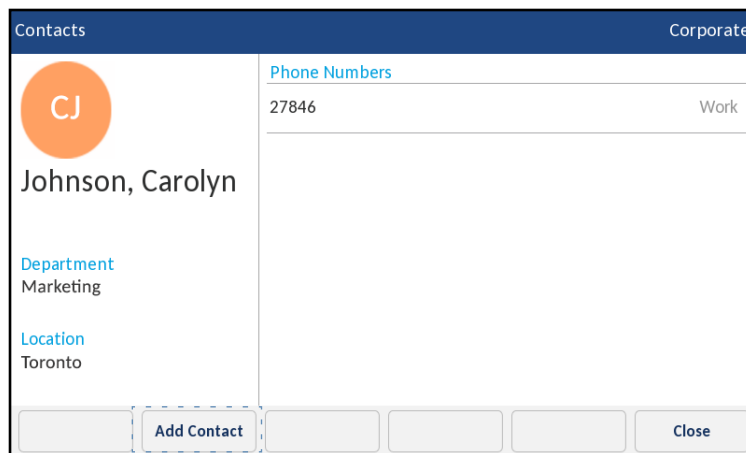 Contacts Corporate
CJ
Johnson, Carolyn
Department
Marketing
Location
Toronto
Phone Numbers
27846 Work
Add Contact Close